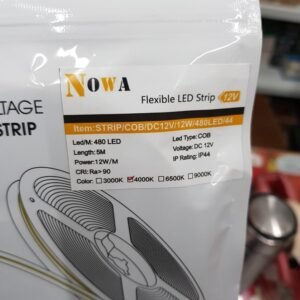 NOWA
Flexible LED Strip 12V
LTAGE
STRIP
Item:STRIP/COB/DC12V/12W/480LED/44
Led/M: 480 LED
Led Type: COB
Length: 5M
Voltage: DC 12V
Power:12W/M
IP Rating: IP44
CRI: Ra>90
Color: 3000K 4000K 6500K 9000K